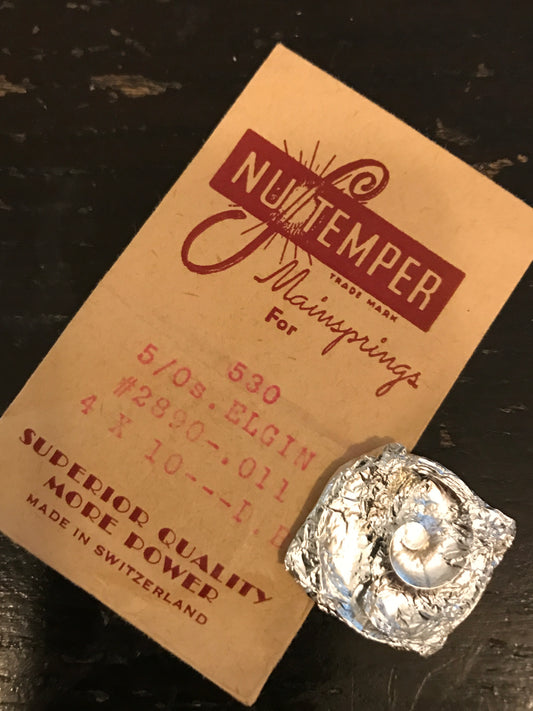 NU TEMPER
TRADE MARK
Mainsprings
For
530
5/0s. ELGIN
#2890-.011
4 X 10---D.
SUPERIOR QUALITY
MORE POWER
MADE IN SWITZERLAND